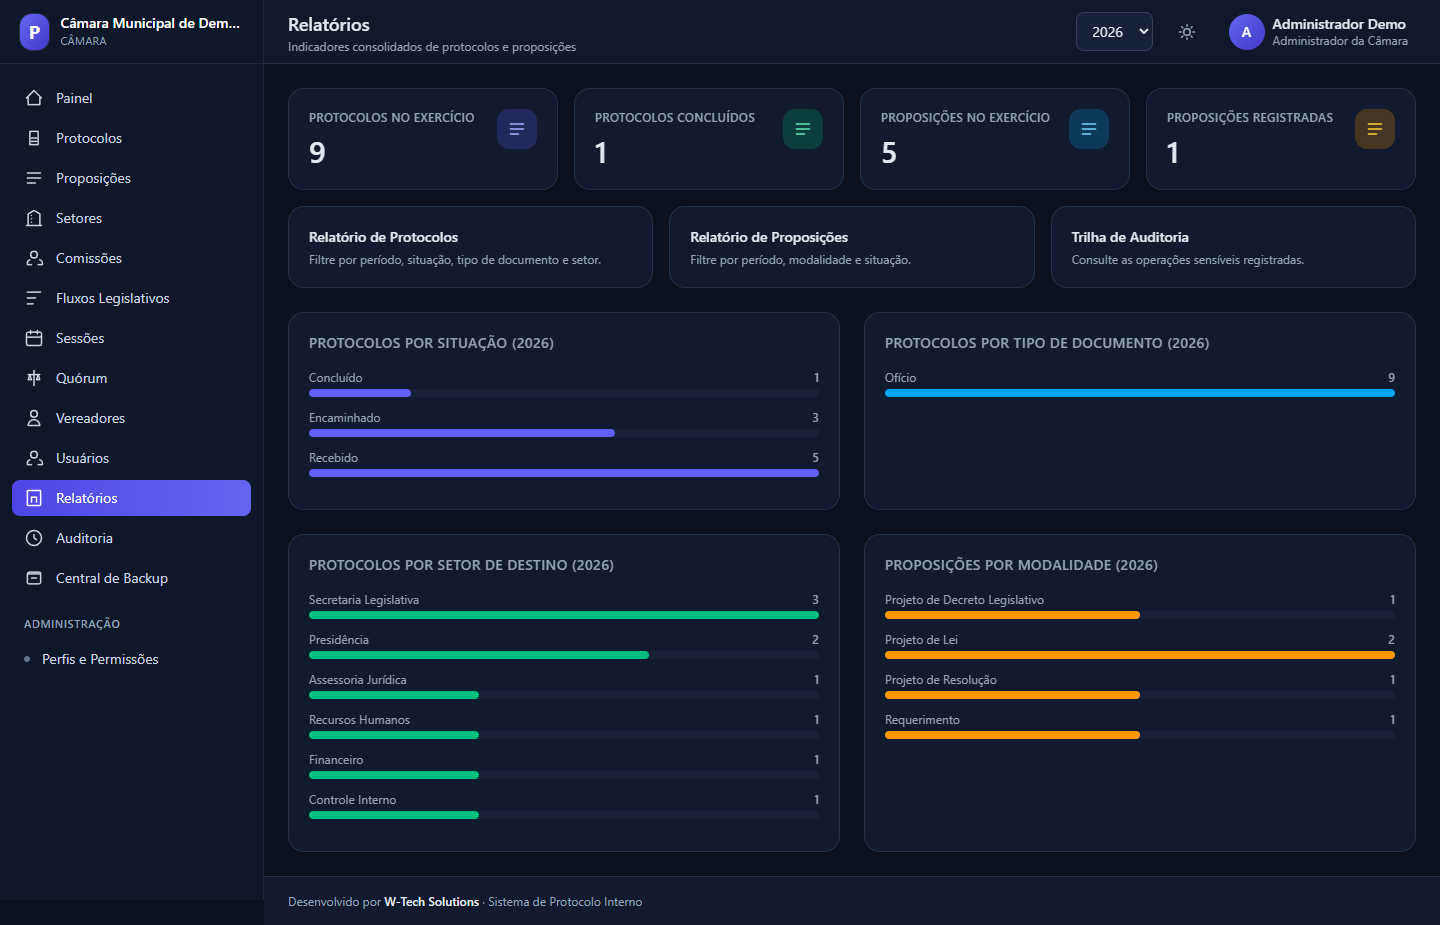 P
Câmara Municipal de Dem...
CÂMARA
Painel
Protocolos
Proposições
Setores
Comissões
Fluxos Legislativos
Sessões
Quórum
Vereadores
Usuários
Relatórios
Auditoria
Central de Backup
ADMINISTRAÇÃO
Perfis e Permissões
Relatórios
Indicadores consolidados de protocolos e proposições
2026
A
Administrador Demo
Administrador da Câmara
PROTOCOLOS NO EXERCÍCIO
9
PROTOCOLOS CONCLUÍDOS
1
PROPOSIÇÕES NO EXERCÍCIO
5
PROPOSIÇÕES REGISTRADAS
1
Relatório de Protocolos
Filtre por período, situação, tipo de documento e setor.
Relatório de Proposições
Filtre por período, modalidade e situação.
Trilha de Auditoria
Consulte as operações sensíveis registradas.
PROTOCOLOS POR SITUAÇÃO (2026)
Concluído 1
Encaminhado 3
Recebido 5
PROTOCOLOS POR TIPO DE DOCUMENTO (2026)
Ofício 9
PROTOCOLOS POR SETOR DE DESTINO (2026)
Secretaria Legislativa 3
Presidência 2
Assessoria Jurídica 1
Recursos Humanos 1
Financeiro 1
Controle Interno 1
PROPOSIÇÕES POR MODALIDADE (2026)
Projeto de Decreto Legislativo 1
Projeto de Lei 2
Projeto de Resolução 1
Requerimento 1
Desenvolvido por W-Tech Solutions · Sistema de Protocolo Interno